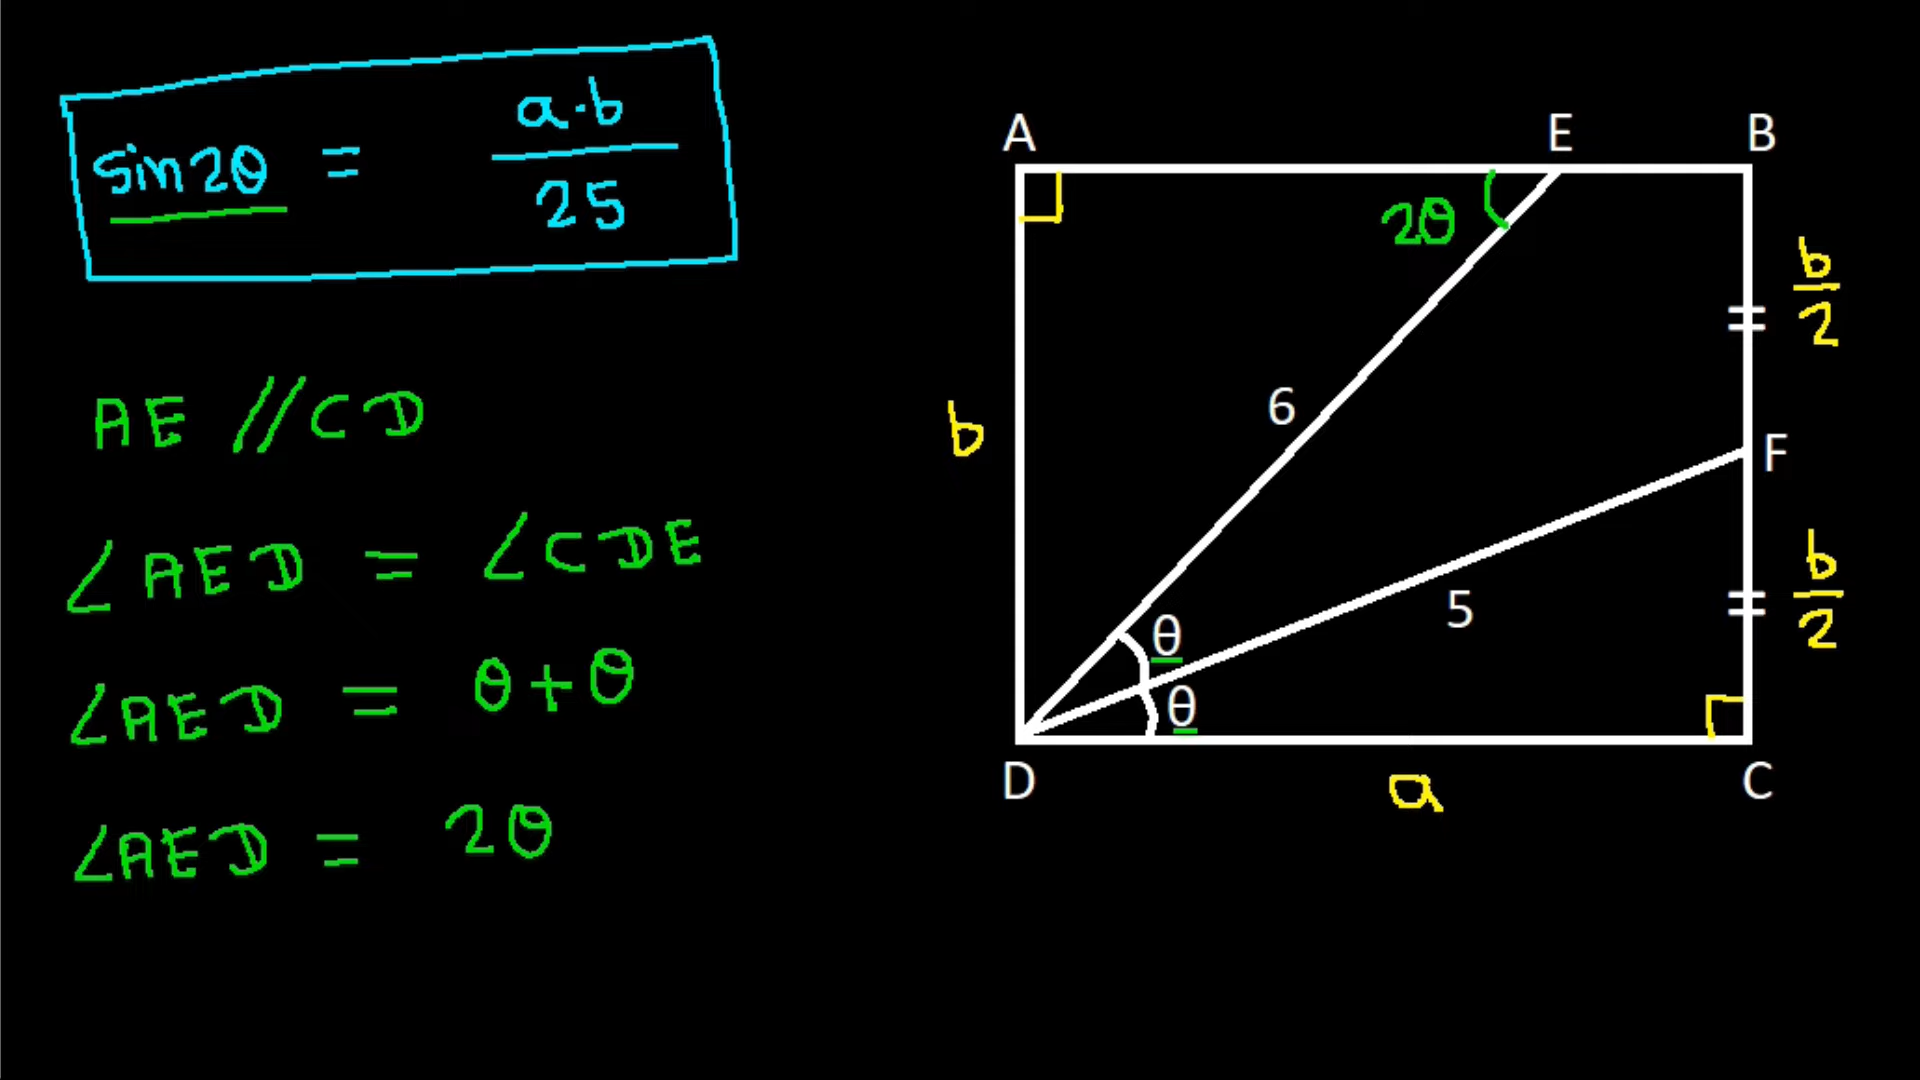 sin2θ = a·b / 25
AE // CD
∠AED = ∠CDE
∠AED = θ+θ
∠AED = 2θ
A E B
2θ
b/2
6
b
F
b/2
5
θ
θ
D C
a